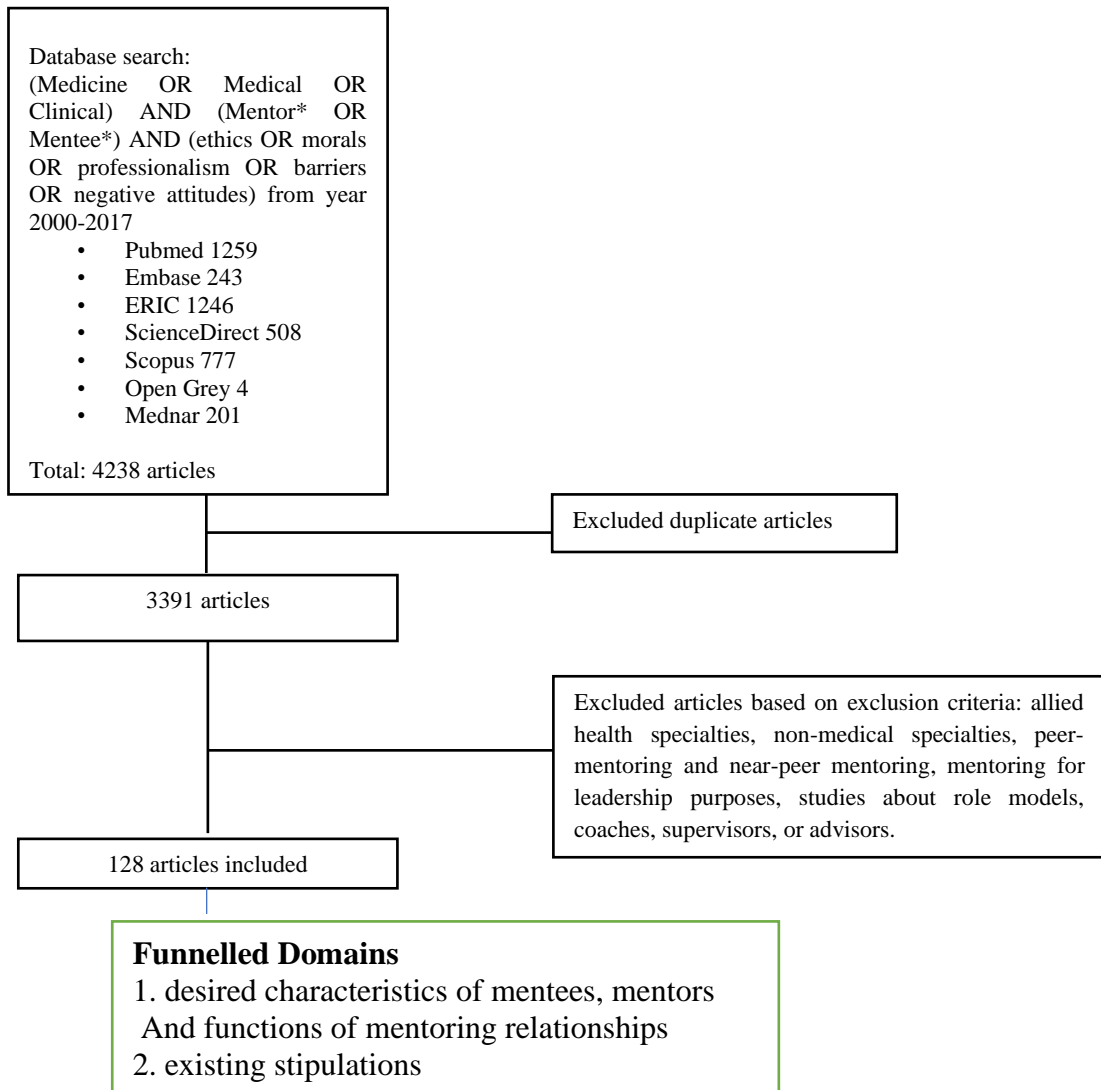 Database search:
(Medicine OR Medical OR
Clinical) AND (Mentor* OR
Mentee*) AND (ethics OR morals
OR professionalism OR barriers
OR negative attitudes) from year
2000-2017
• Pubmed 1259
• Embase 243
• ERIC 1246
• ScienceDirect 508
• Scopus 777
• Open Grey 4
• Mednar 201
Total: 4238 articles
Excluded duplicate articles
3391 articles
Excluded articles based on exclusion criteria: allied
health specialties, non-medical specialties, peer-
mentoring and near-peer mentoring, mentoring for
leadership purposes, studies about role models,
coaches, supervisors, or advisors.
128 articles included
Funnelled Domains
1. desired characteristics of mentees, mentors
And functions of mentoring relationships
2. existing stipulations